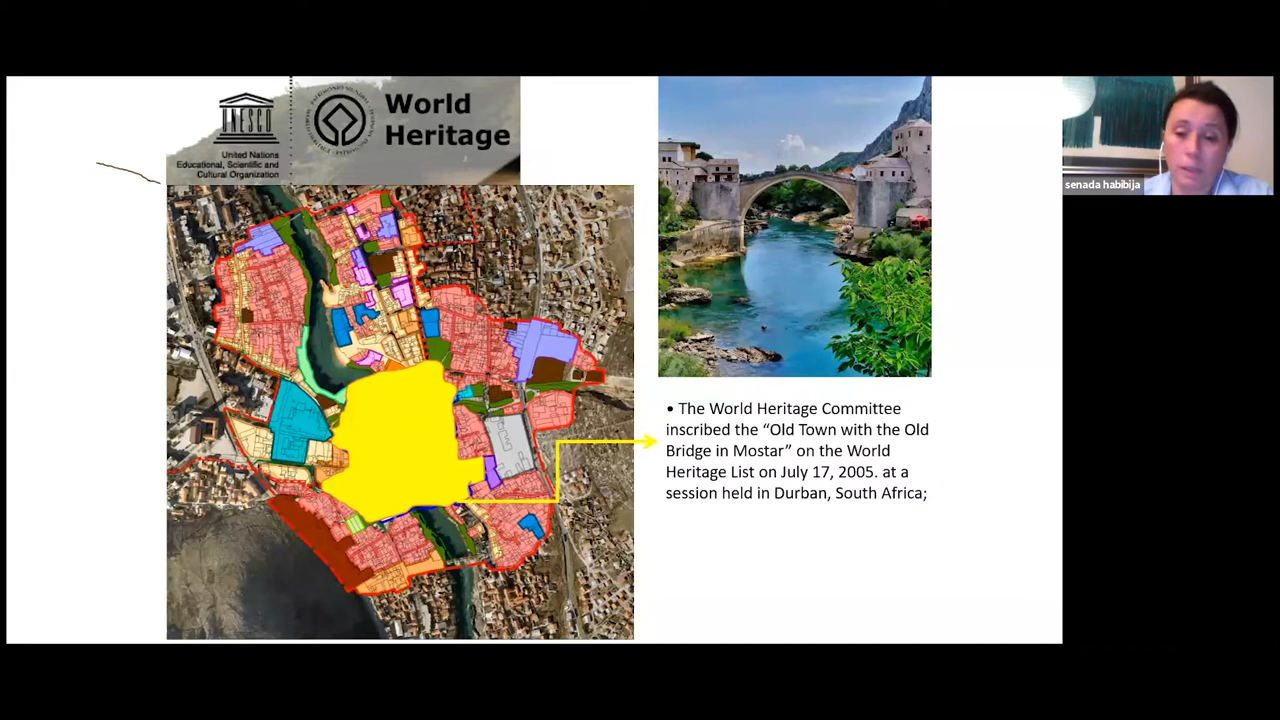 UNESCO
United Nations
Educational, Scientific and
Cultural Organization
World
Heritage
senada habibija
• The World Heritage Committee
inscribed the “Old Town with the Old
Bridge in Mostar” on the World
Heritage List on July 17, 2005. at a
session held in Durban, South Africa;